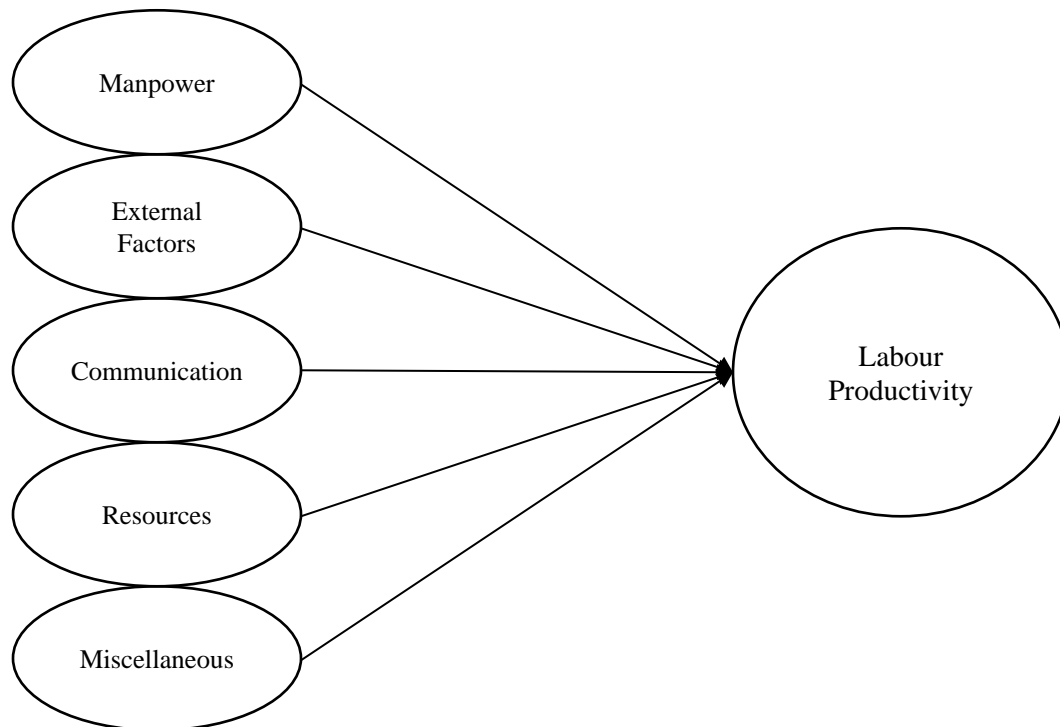 Manpower
External
Factors
Communication
Labour
Productivity
Resources
Miscellaneous